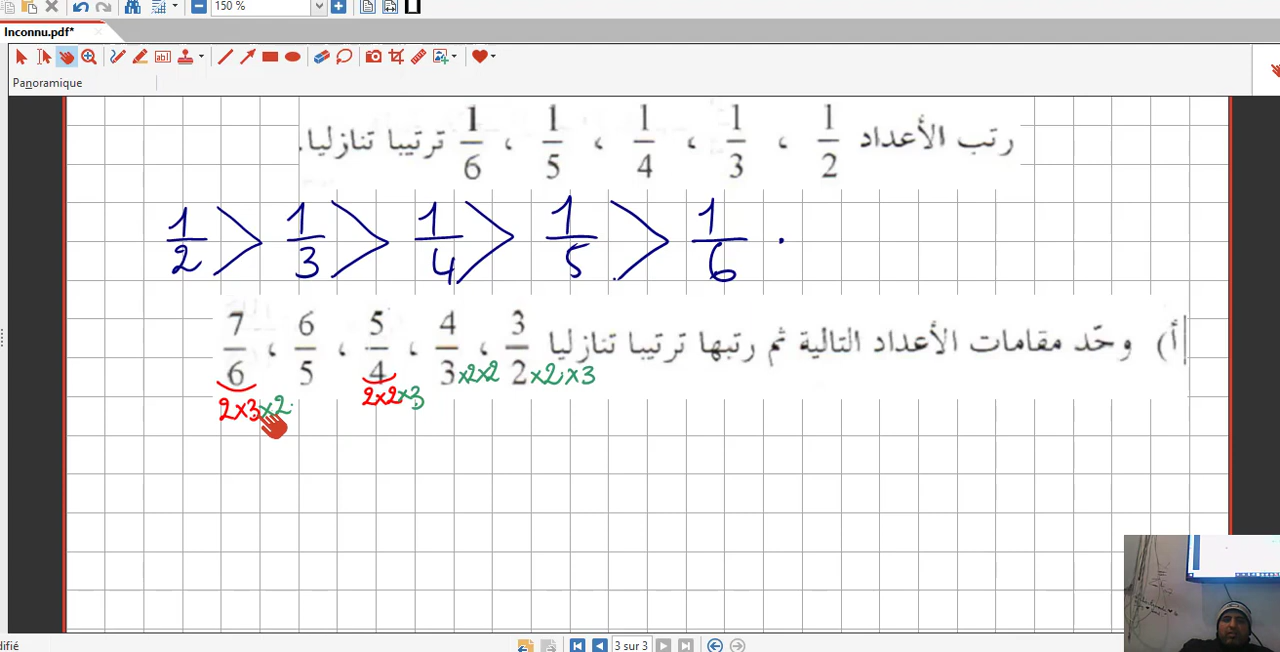 150 %
Inconnu.pdf*
Panoramique
رتب الأعداد 1/2 ، 1/3 ، 1/4 ، 1/5 ، 1/6 ترتيبا تنازليا.
1/2 > 1/3 > 1/4 > 1/5 > 1/6 .
أ) وحّد مقامات الأعداد التالية ثم رتبها ترتيبا تنازليا 3/2 ، 4/3 ، 5/4 ، 6/5 ، 7/6
×2×2 ×2×3
2×3×2 2×2×3
3 sur 3